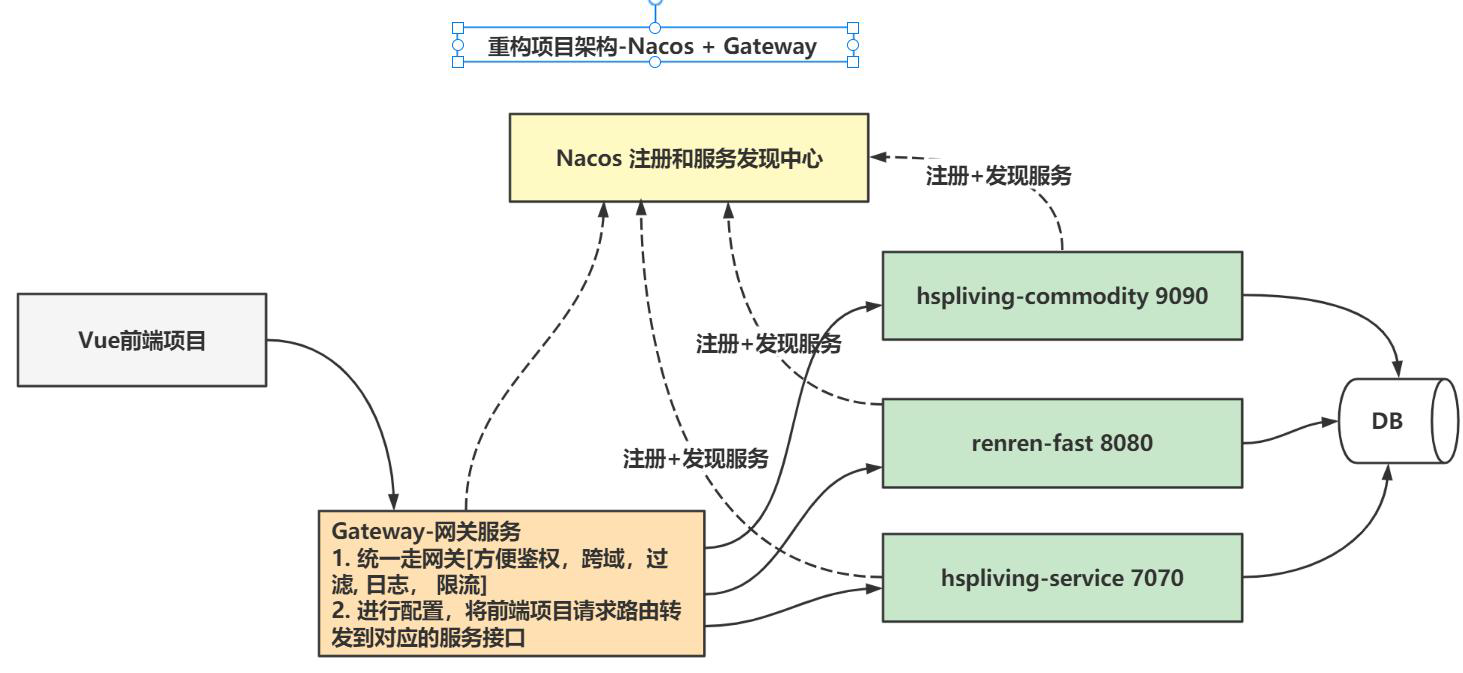 重构项目架构-Nacos + Gateway
Nacos 注册和服务发现中心
注册+发现服务
hspliving-commodity 9090
Vue前端项目
注册+发现服务
DB
renren-fast 8080
注册+发现服务
Gateway-网关服务
1. 统一走网关[方便鉴权，跨域，过
滤, 日志， 限流]
2. 进行配置，将前端项目请求路由转
发到对应的服务接口
hspliving-service 7070